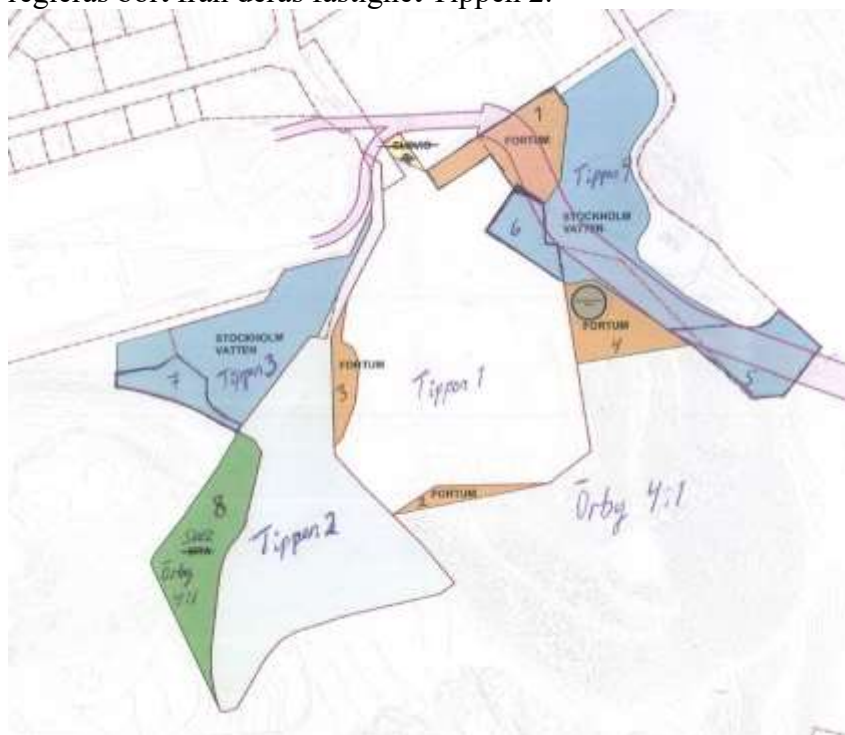 regleras bort från deras fastighet Tippen 2.
1
FORTUM
Tippen 4
6
STOCKHOLM
VATTEN
FORTUM
4
5
STOCKHOLM
VATTEN
Tippen 3
7
FORTUM
3
Tippen 1
2
FORTUM
Örby 4:1
8
Tippen 2
Örby
4:1